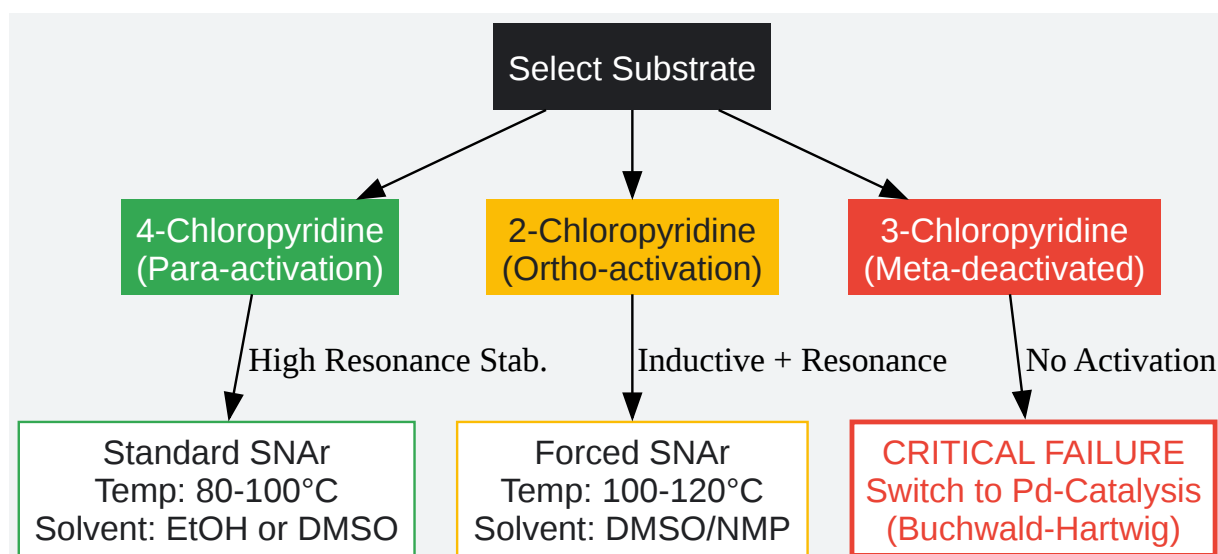 Select Substrate
4-Chloropyridine
(Para-activation)
2-Chloropyridine
(Ortho-activation)
3-Chloropyridine
(Meta-deactivated)
High Resonance Stab.
Inductive + Resonance
No Activation
Standard SNAr
Temp: 80-100°C
Solvent: EtOH or DMSO
Forced SNAr
Temp: 100-120°C
Solvent: DMSO/NMP
CRITICAL FAILURE
Switch to Pd-Catalysis
(Buchwald-Hartwig)